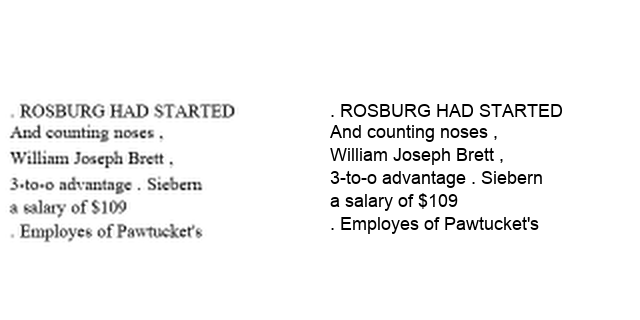 . ROSBURG HAD STARTED
And counting noses ,
William Joseph Brett ,
3-to-o advantage . Siebern
a salary of $109
. Employes of Pawtucket's
. ROSBURG HAD STARTED
And counting noses ,
William Joseph Brett ,
3-to-o advantage . Siebern
a salary of $109
. Employes of Pawtucket's